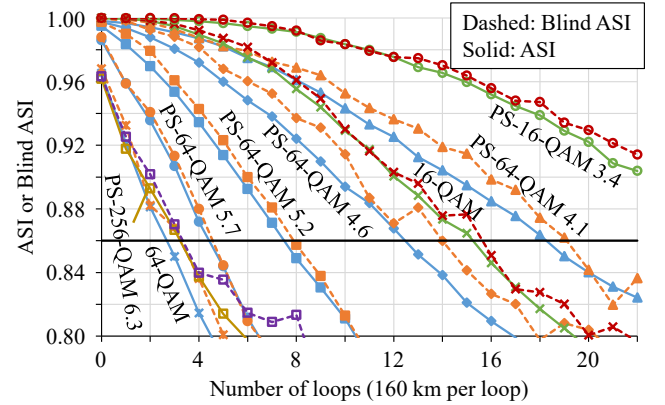 Dashed: Blind ASI
Solid: ASI
1.00
0.96
0.92
0.88
0.84
0.80
ASI or Blind ASI
PS-16-QAM 3.4
PS-64-QAM 4.1
16-QAM
PS-64-QAM 4.6
PS-64-QAM 5.2
PS-64-QAM 5.7
64-QAM
PS-256-QAM 6.3
0
4
8
12
16
20
Number of loops (160 km per loop)